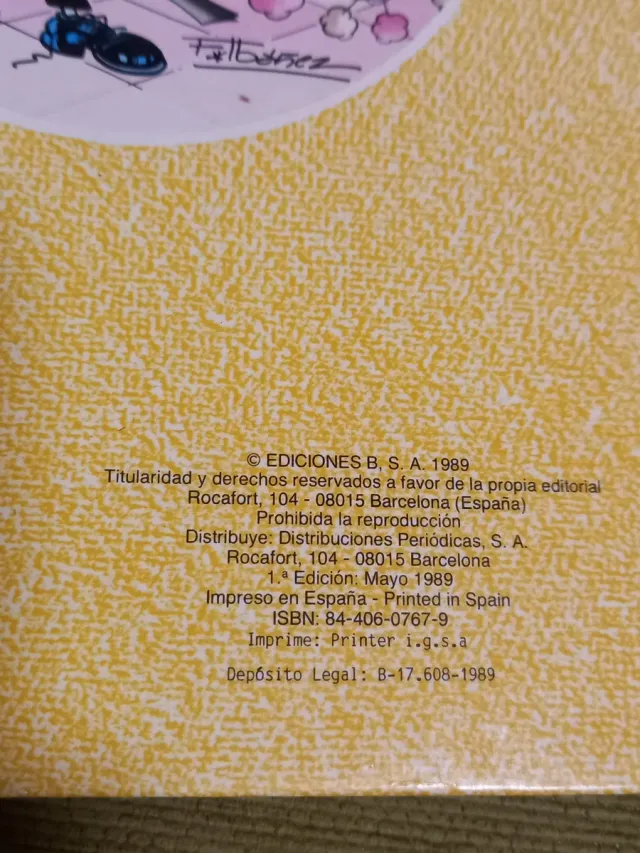 F. Ibáñez
© EDICIONES B, S. A. 1989
Titularidad y derechos reservados a favor de la propia editorial
Rocafort, 104 - 08015 Barcelona (España)
Prohibida la reproducción
Distribuye: Distribuciones Periódicas, S. A.
Rocafort, 104 - 08015 Barcelona
1.ª Edición: Mayo 1989
Impreso en España - Printed in Spain
ISBN: 84-406-0767-9
Imprime: Printer i.g.s.a
Depósito Legal: B-17.608-1989